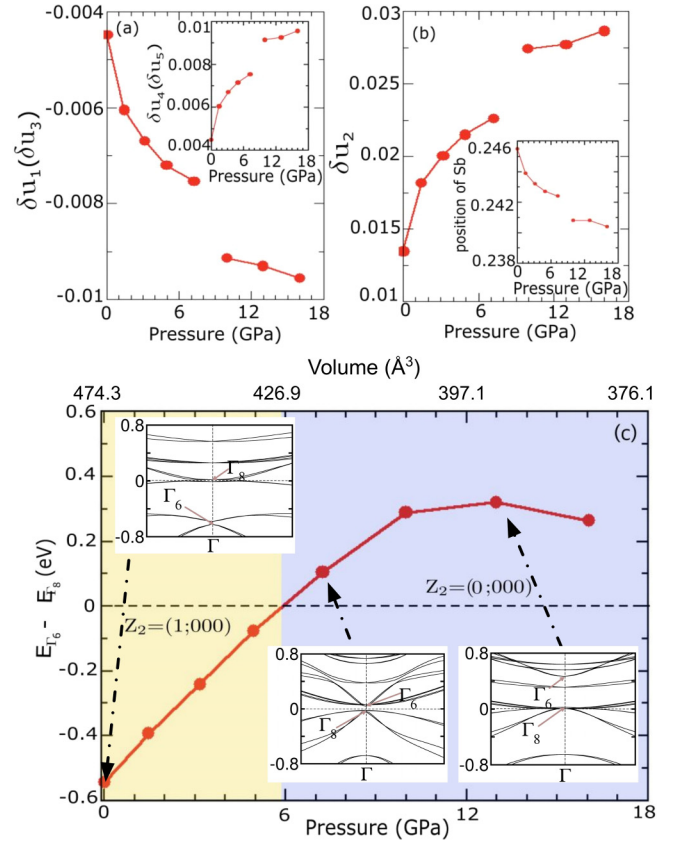 (a)
-0.004
-0.006
-0.008
-0.01
δu₁(δu₃)
0 6 12 18
Pressure (GPa)
0.01
0.008
0.006
0.004
δu₄(δu₅)
0 6 12 18
Pressure (GPa)
(b)
0.03
0.025
0.02
0.015
0.01
δu₂
0 6 12 18
Pressure (GPa)
0.246
0.242
0.238
position of Sb
0 6 12 18
Pressure (GPa)
Volume (Å³)
474.3 426.9 397.1 376.1
(c)
0.6
0.4
0.2
0
-0.2
-0.4
-0.6
E_Γ₆ - E_Γ₈ (eV)
0.8
0
-0.8
Γ₈
Γ₆
Γ
Z₂=(1;000)
Z₂=(0;000)
0.8
0
-0.8
Γ₆
Γ₈
Γ
0.8
0
-0.8
Γ₆
Γ₈
Γ
0 6 12 18
Pressure (GPa)